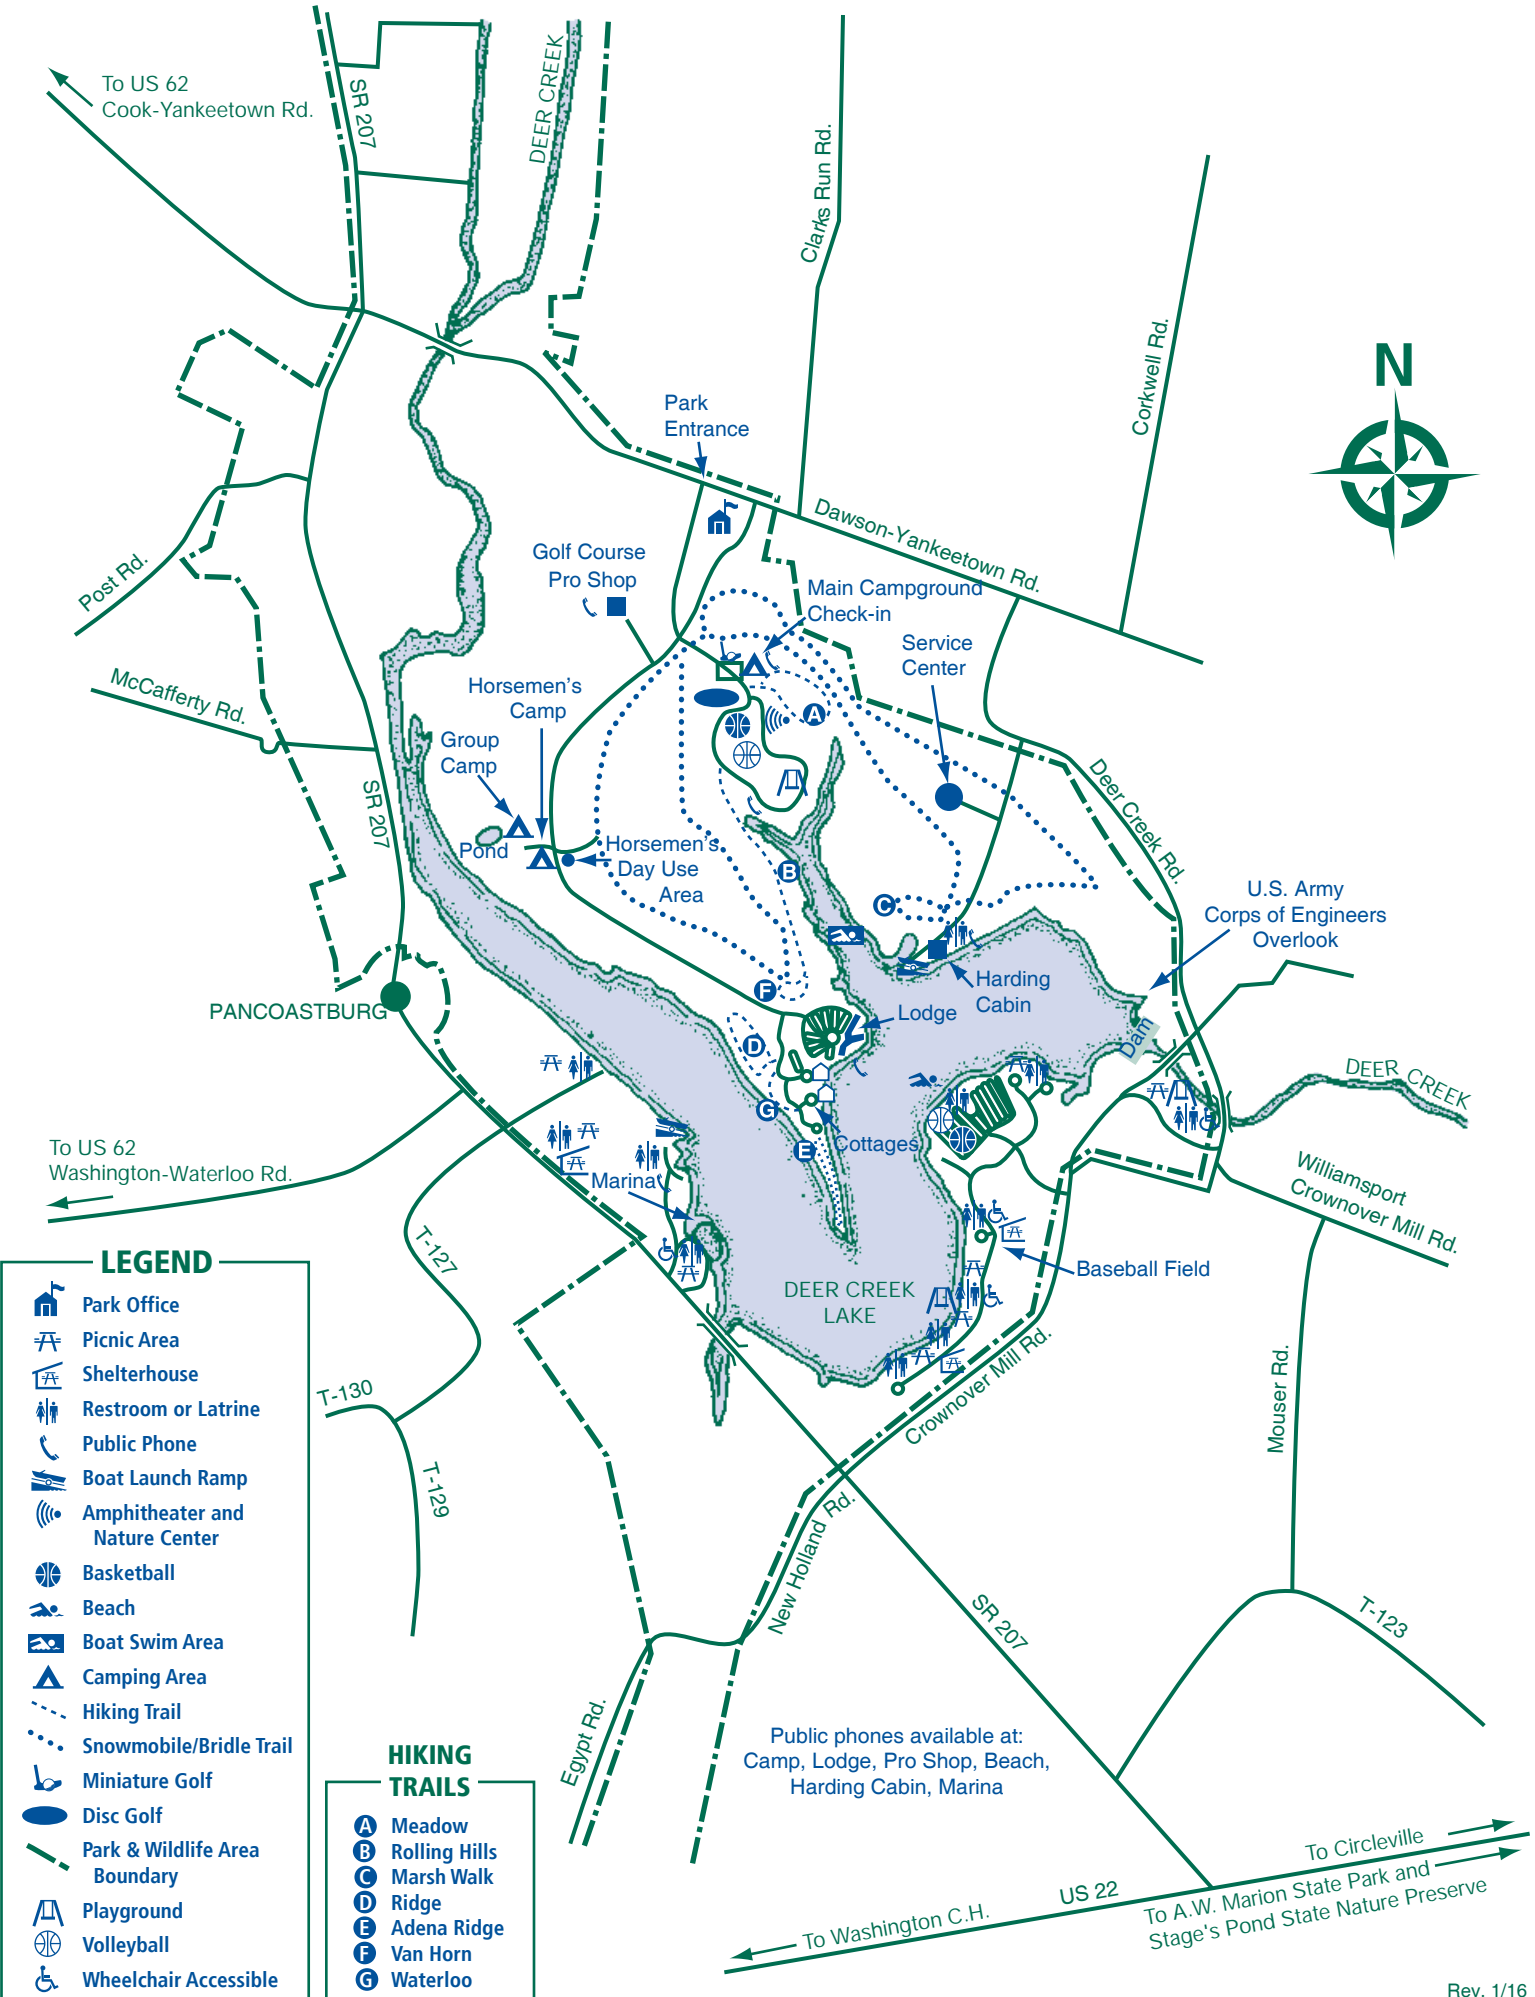 To US 62
Cook-Yankeetown Rd.
SR 207
DEER CREEK
Clarks Run Rd.
Corkwell Rd.
N
Park
Entrance
Dawson-Yankeetown Rd.
Golf Course
Pro Shop
Main Campground
Check-in
Service
Center
Post Rd.
McCafferty Rd.
Horsemen's
Camp
Group
Camp
A
SR 207
Deer Creek Rd.
Pond
Horsemen's
Day Use
Area
B
C
U.S. Army
Corps of Engineers
Overlook
PANCOASTBURG
F
Harding
Cabin
Lodge
Dam
D
DEER CREEK
G
Cottages
E
To US 62
Washington-Waterloo Rd.
Marina
Williamsport
Crownover Mill Rd.
T-127
Baseball Field
DEER CREEK
LAKE
Crownover Mill Rd.
T-130
T-129
Mouser Rd.
New Holland Rd.
SR 207
T-123
Egypt Rd.
Public phones available at:
Camp, Lodge, Pro Shop, Beach,
Harding Cabin, Marina
To Circleville
US 22
To A.W. Marion State Park and
Stage's Pond State Nature Preserve
To Washington C.H.
LEGEND
Park Office
Picnic Area
Shelterhouse
Restroom or Latrine
Public Phone
Boat Launch Ramp
Amphitheater and
Nature Center
Basketball
Beach
Boat Swim Area
Camping Area
Hiking Trail
Snowmobile/Bridle Trail
Miniature Golf
Disc Golf
Park & Wildlife Area
Boundary
Playground
Volleyball
Wheelchair Accessible
HIKING
TRAILS
A Meadow
B Rolling Hills
C Marsh Walk
D Ridge
E Adena Ridge
F Van Horn
G Waterloo
Rev. 1/16